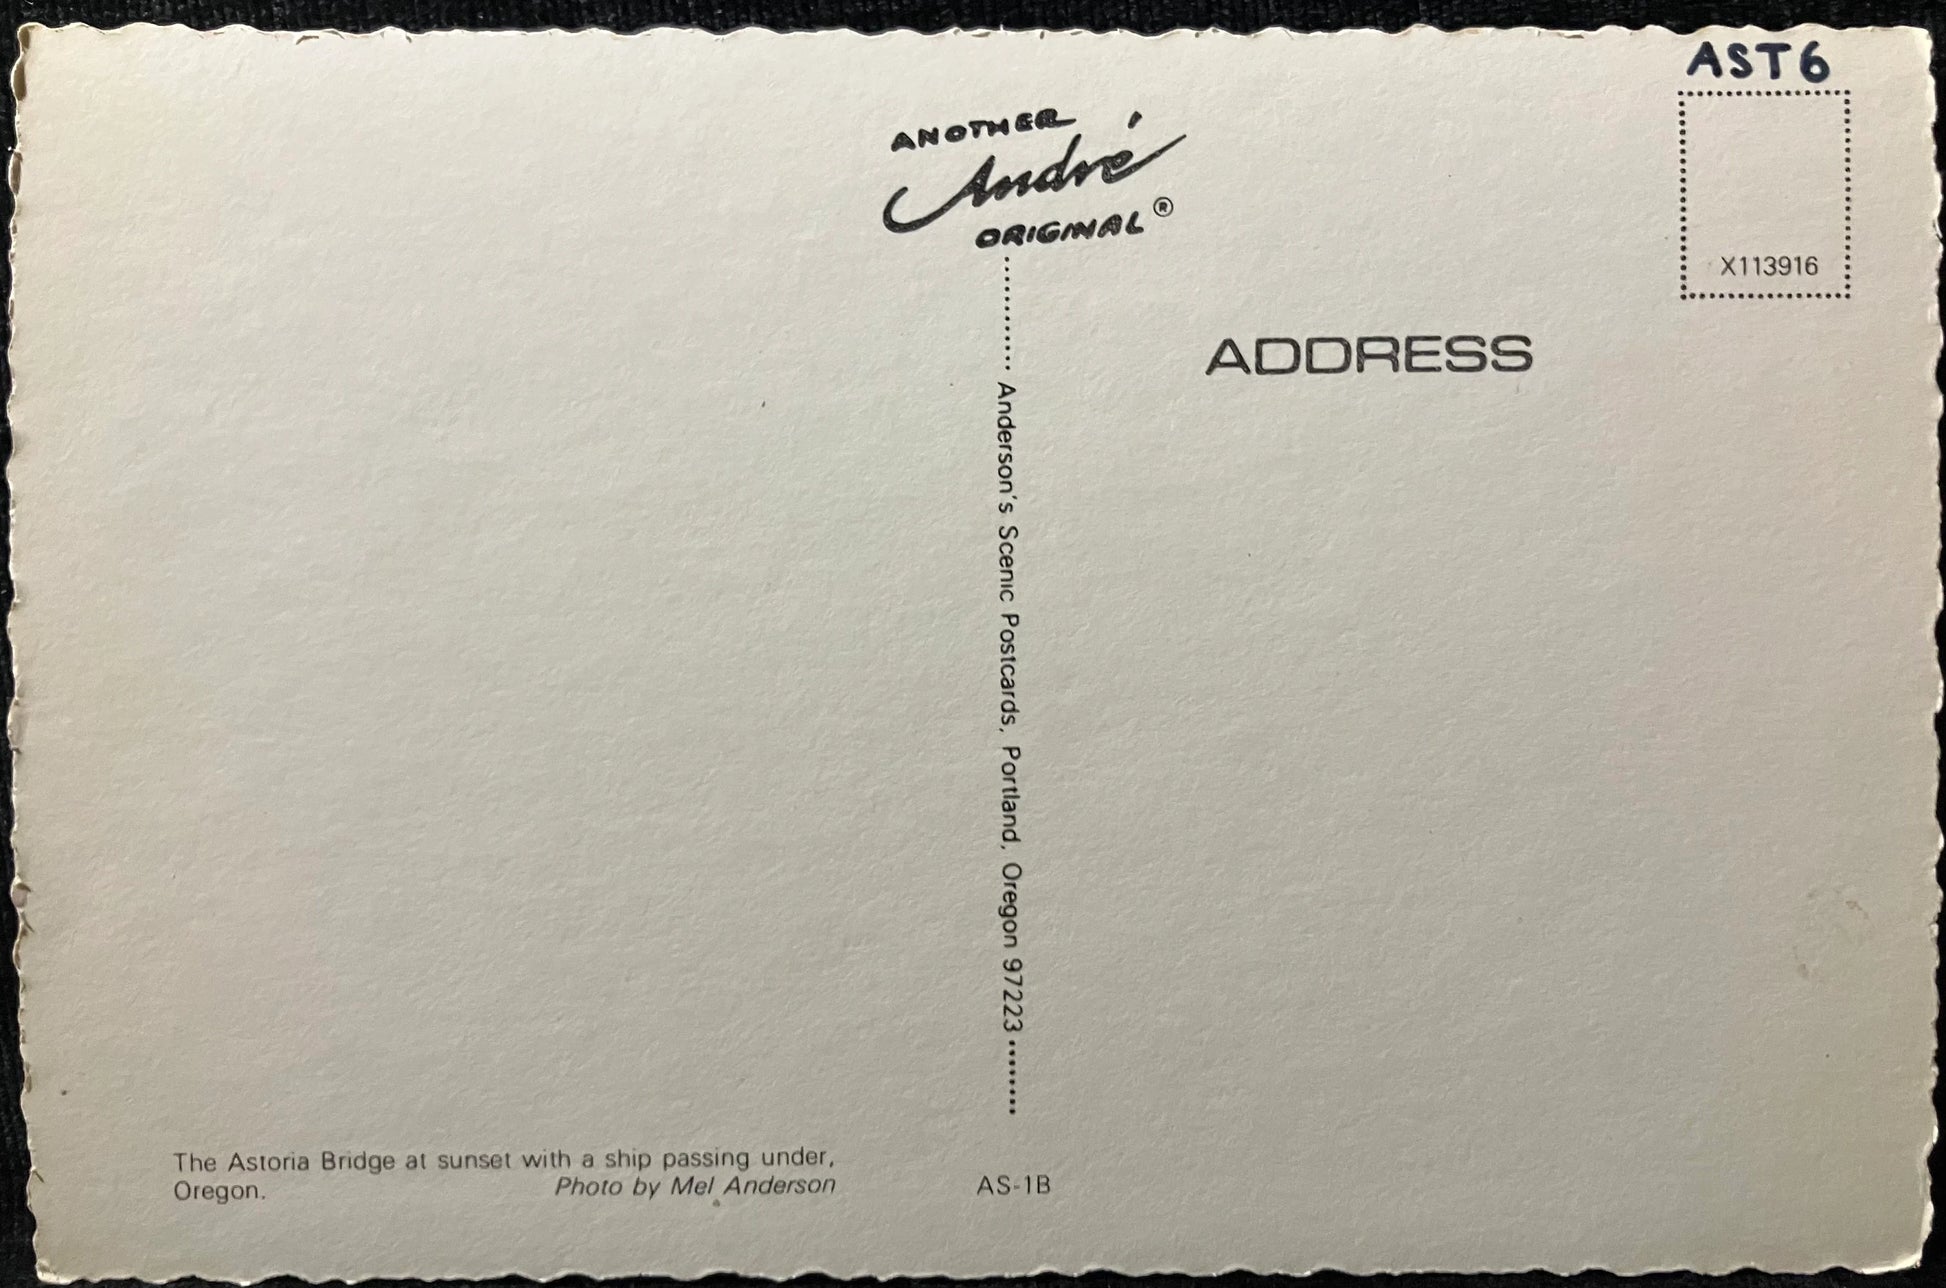 AST6
ANOTHER
André
ORIGINAL®
X113916
ADDRESS
Anderson's Scenic Postcards, Portland, Oregon 97223
The Astoria Bridge at sunset with a ship passing under,
Oregon. Photo by Mel Anderson
AS-1B